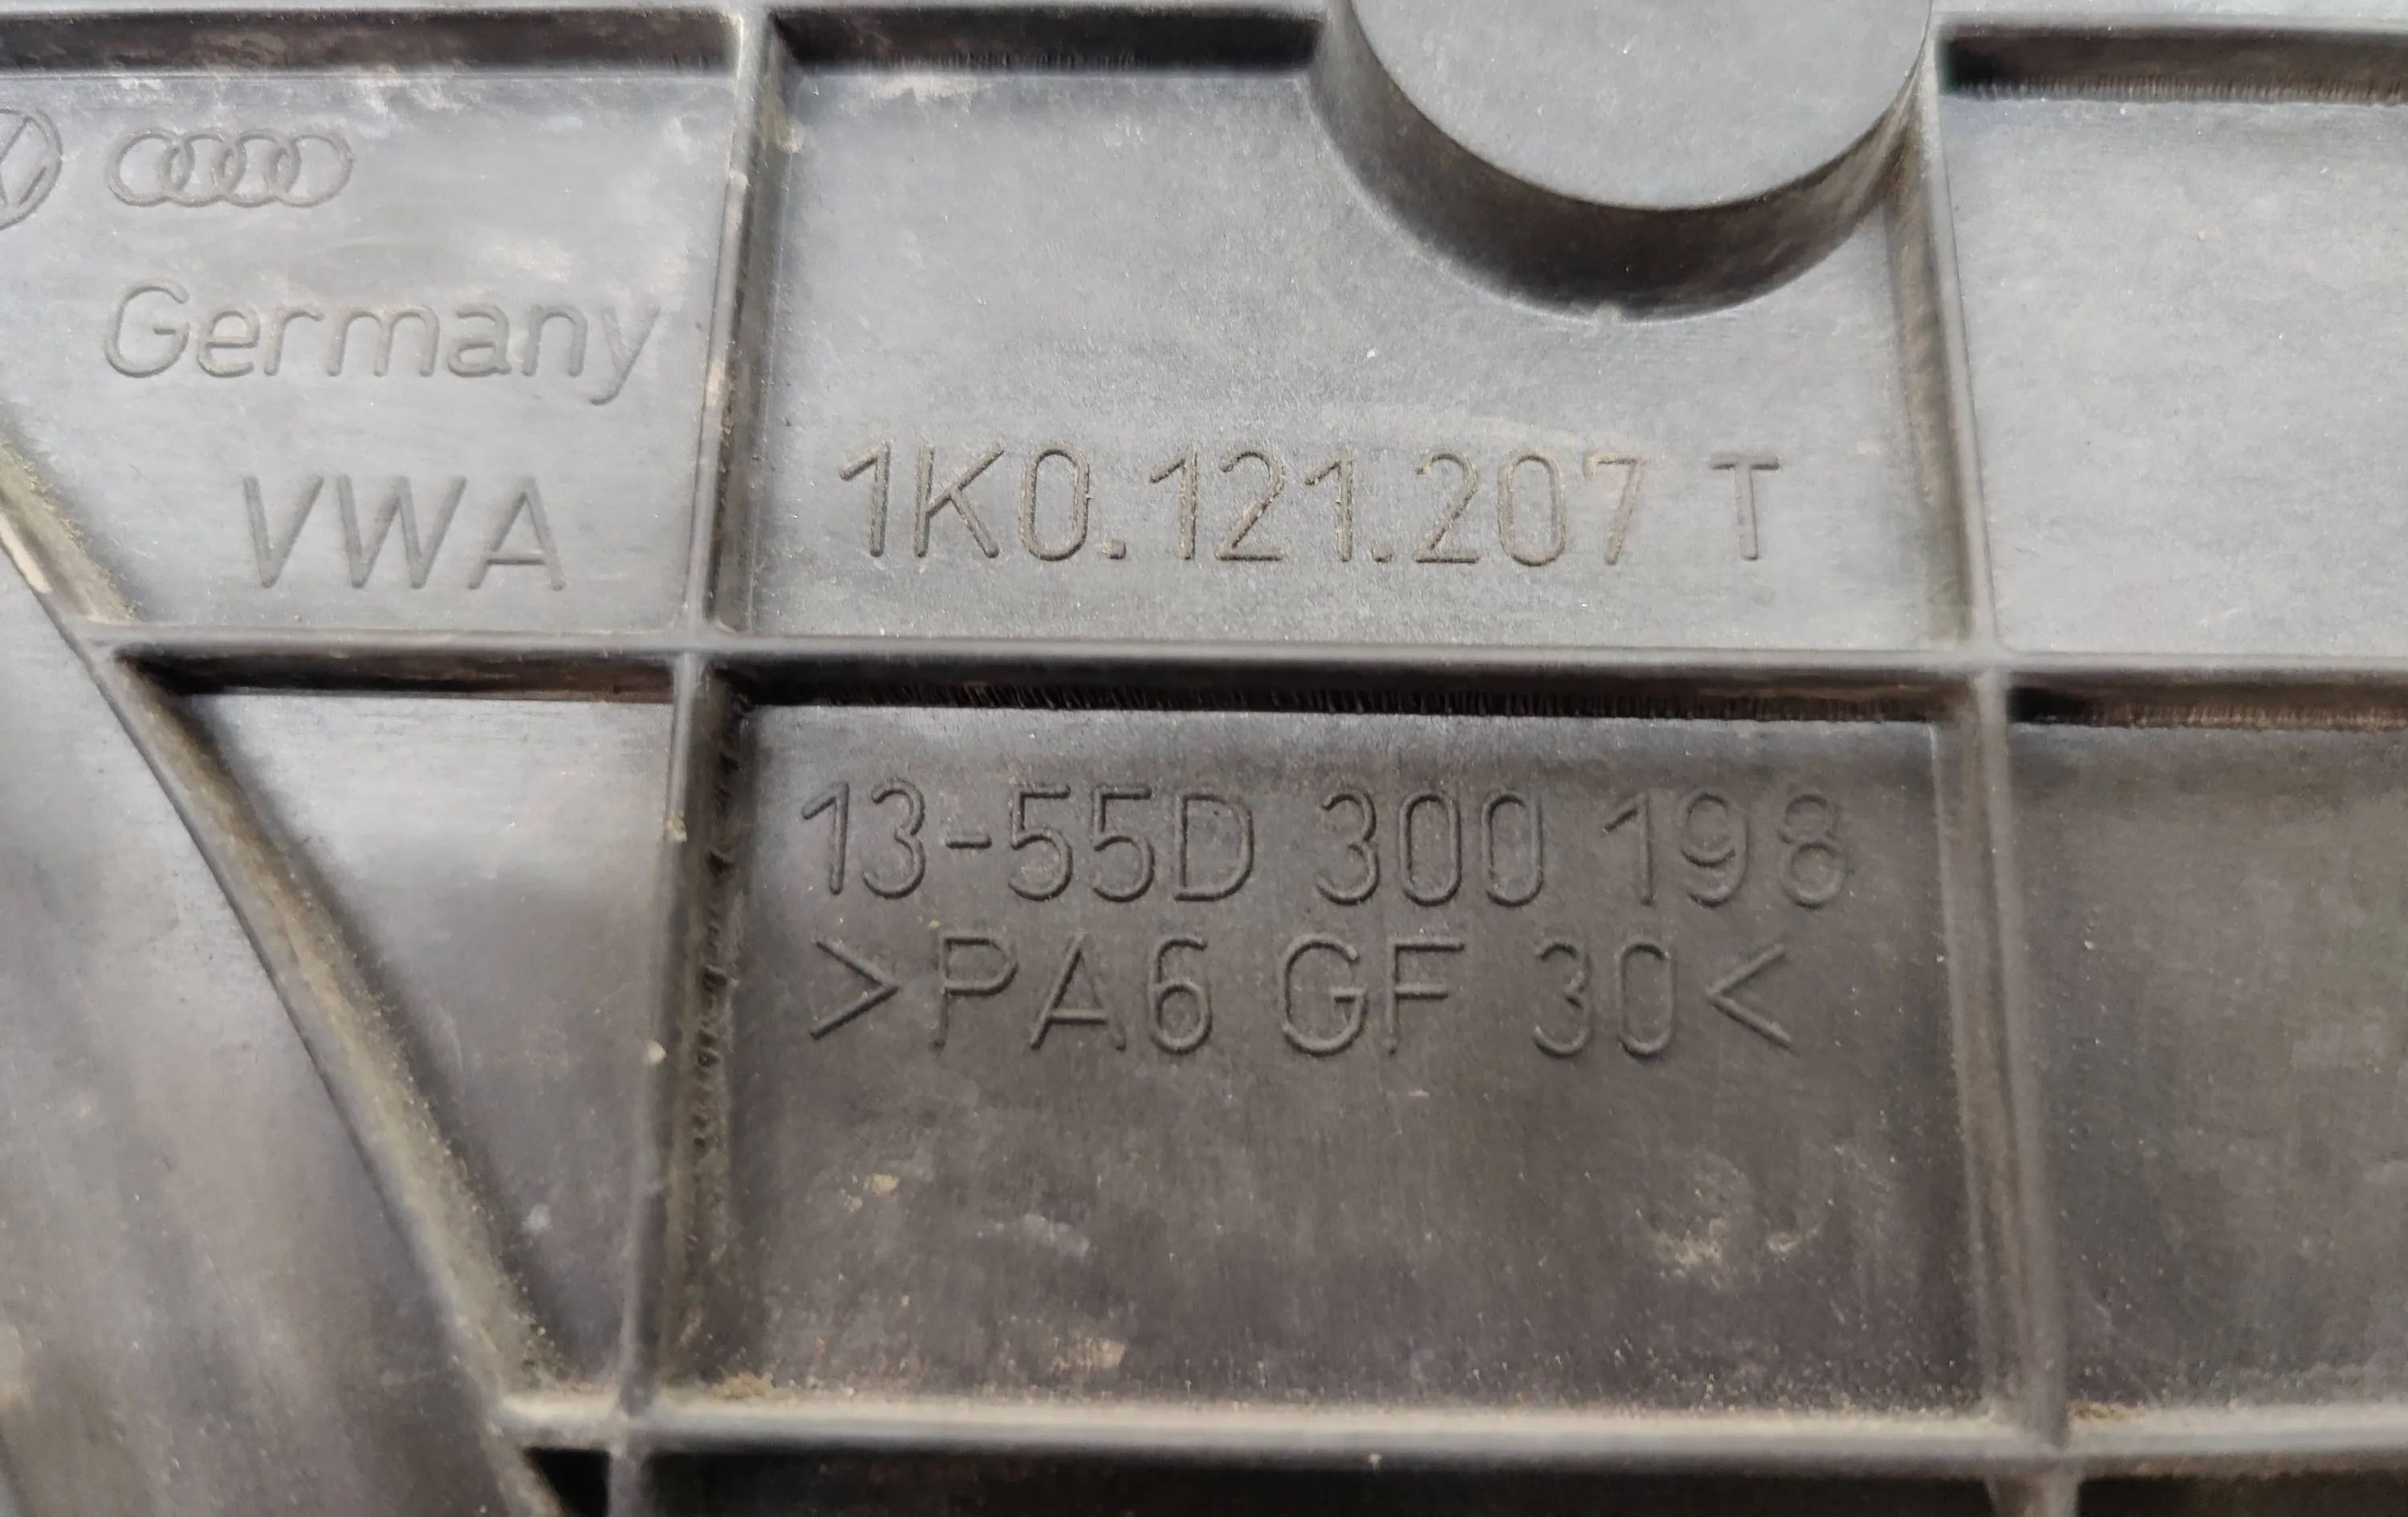 Germany
VWA
1K0.121.207 T
13-55D 300 198
>PA6 GF 30<